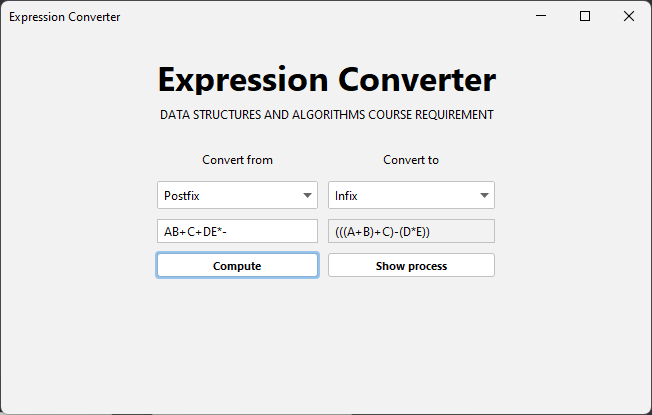 Expression Converter
Expression Converter
DATA STRUCTURES AND ALGORITHMS COURSE REQUIREMENT
Convert from Convert to
Postfix Infix
AB+C+DE*- (((A+B)+C)-(D*E))
Compute Show process